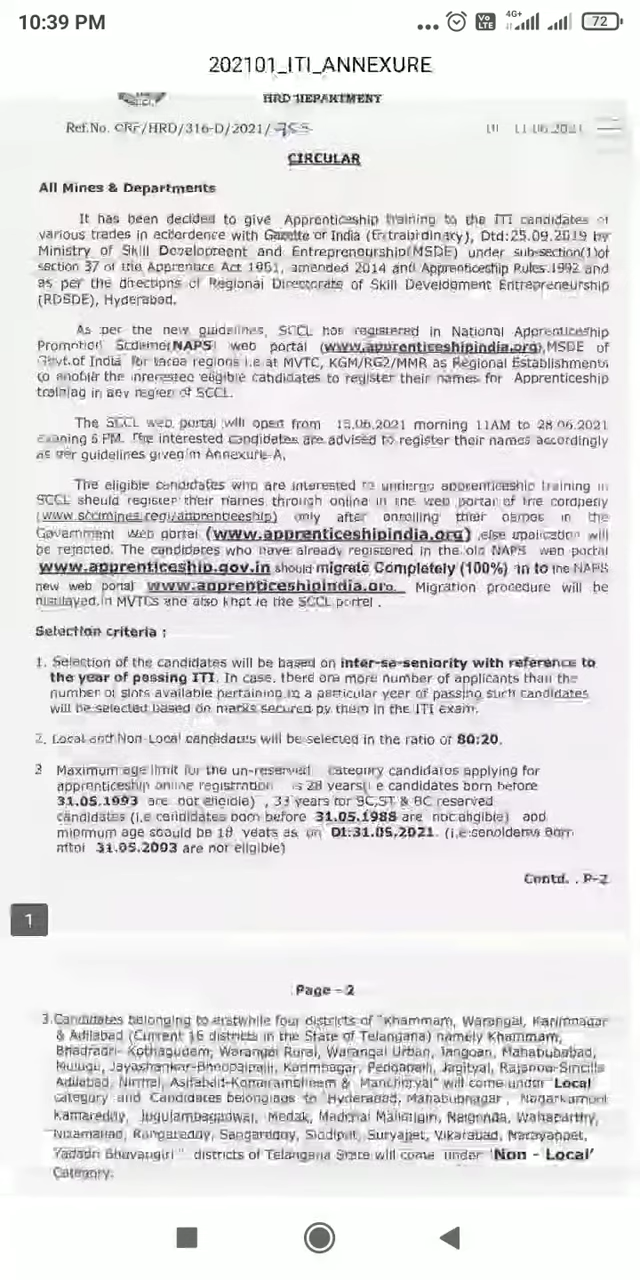 10:39 PM
4G+
Vo LTE
72
202101_ITI_ANNEXURE
HRD DEPARTMENT
Ref.No. CRP/HRD/316-D/2021/755 11.06.2021
CIRCULAR
All Mines & Departments
It has been decided to give Apprenticeship training to the ITI candidates of
various trades in accordence with Gazette of India (Extraordinary), Dtd:25.09.2019 by
Ministry of Skill Development and Entrepreneurship(MSDE) under sub-section(1)of
section 37 of the Apprentice Act 1961, amended 2014 and Apprenticeship Rules.1992 and
as per the directions of Regional Directorate of Skill Development Entrepreneurship
(RDSDE), Hyderabad.
As per the new guidelines, SCCL has registered in National Apprenticeship
Promotion Scheme(NAPS) web portal (www.apprenticeshipindia.org),MSDE of
Govt.of India for three regions i.e at MVTC, KGM/RG2/MMR as Regional Establishments
to enable the interested eligible candidates to register their names for Apprenticeship
training in any region of SCCL.
The SCCL web portal will open from .06.2021 morning 11AM to 28.06.2021
evening 5 PM. The interested candidates are advised to register their names accordingly
as per guidelines given in Annexure-A.
The eligible candidates who are interested to undergo apprenticeship training in
SCCL should register their names through online in the web portal of the company
(www.sccl only after enrolling their names in the
Government web portal (www.apprenticeshipindia.org) ,else application will
be rejected. The candidates who have already registered in the old NAPS web portal
www.apprenticeship.gov.in should migrate Completely (100%) in to the NAPS
new web portal www.apprenticeshipindia.org. Migration procedure will be
displayed in MVTCs and also kept in the SCCL portal .
Selection criteria :
1. Selection of the candidates will be based on inter-se-seniority with reference to
the year of passing ITI. In case, there are more number of applicants than the
number of slots available pertaining to a particular year of passing such candidates
will be selected based on marks secured by them in the ITI exam.
2. Local and Non-Local candidates will be selected in the ratio of 80:20.
3 Maximum age limit for the un-reserved category candidates applying for
apprenticeship online registration is 28 years(i e candidates born before
31.05.1993 are not eligible) , 33 years for SC,ST & BC reserved
candidates (i.e candidates born before 31.05.1988 are not eligible) and
minimum age should be 18 years as on 31.05.2021. (i.e Born
after 31.05.2003 are not eligible)
Contd. . P-2
1
Page - 2
3.Candidates belonging to erstwhile four districts of "Khammam, Warangal, Karimnagar
& Adilabad (Current 16 districts in the State of Telangana) namely Khammam,
Bhadradri- Kothagudem, Warangal Rural, Warangal Urban, Jangoan, Mahabubabad,
Mulugu, Jayashankar-Bhoopalpalli, Karimnagar, Peddapalli, Jagityal, Rajanna-Sircilla
Adilabad, Nirmal, Asifabad-Komarambheem & Mancheryal" will come under 'Local
category and Candidates belongings to "Hyderabad, Mahabubnagar , Nagarkarnool
Kamareddy, Jugulambagadwal, Medak, Medchal Malkajgiri, Nalgonda, Wanaparthy,
Nizamabad, Rangareddy, Sangareddy, Siddipet, Suryapet, Vikarabad, Narayanpet,
Yadadri Bhuvangiri " districts of Telangana State will come under 'Non - Local'
Category.